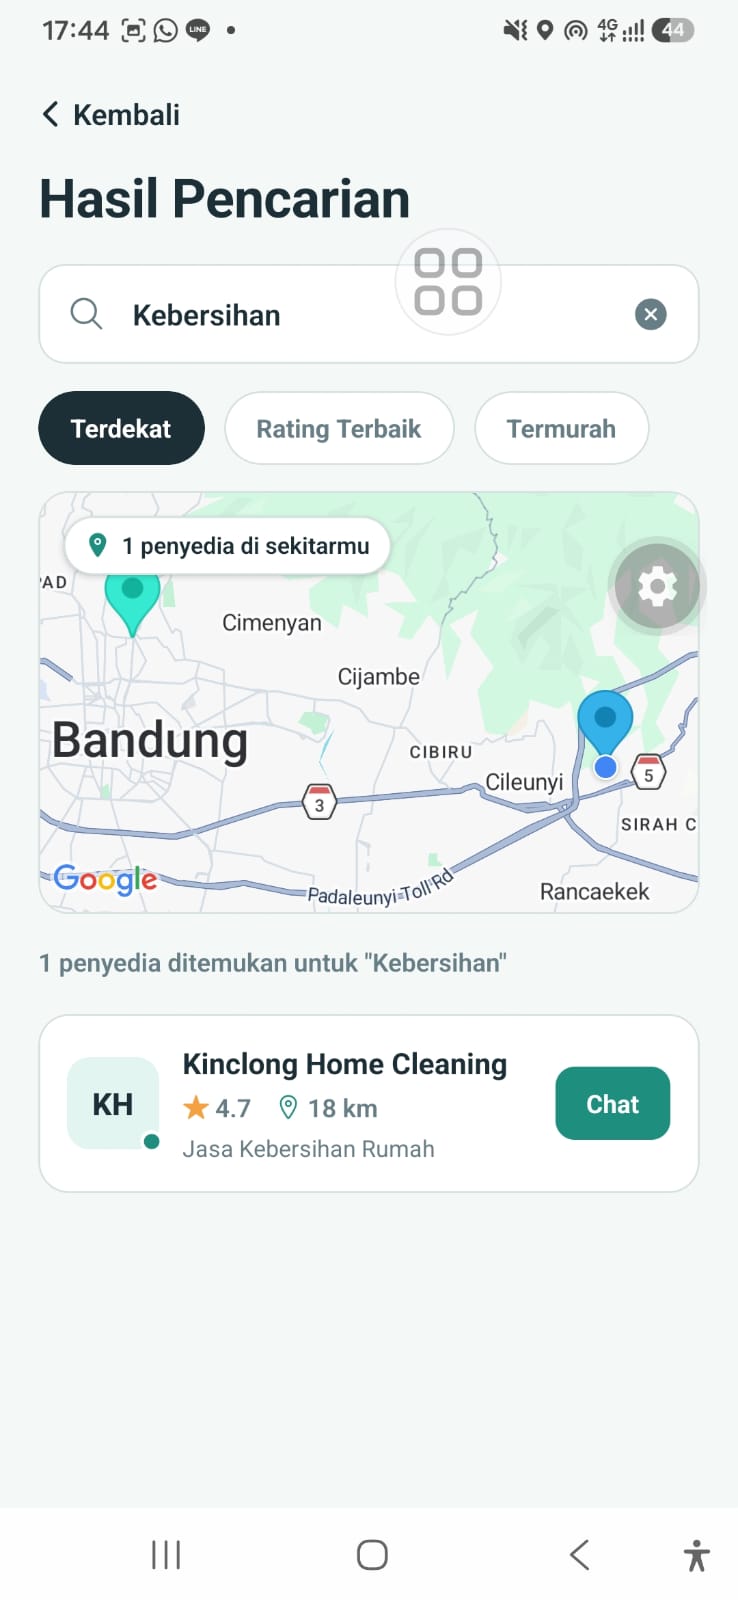 17:44 LINE 4G 44
Kembali
Hasil Pencarian
Kebersihan
Terdekat Rating Terbaik Termurah
1 penyedia di sekitarmu
'AD
Cimenyan
Cijambe
Bandung
CIBIRU
Cileunyi
5
3
SIRAH C
Google
Padaleunyi Toll Rd
Rancaekek
1 penyedia ditemukan untuk "Kebersihan"
Kinclong Home Cleaning
KH
4.7 18 km
Chat
Jasa Kebersihan Rumah